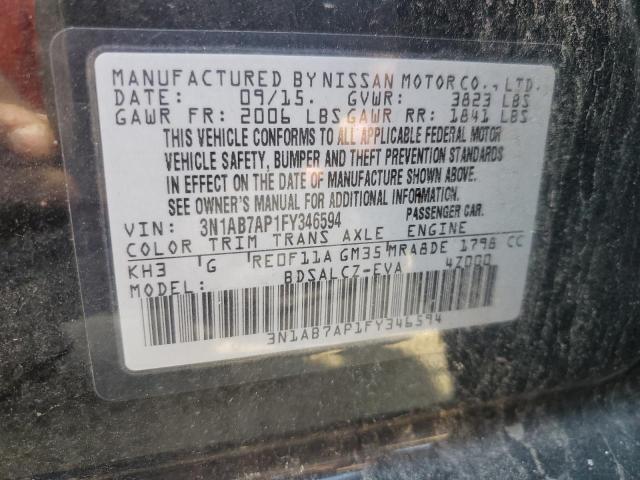 MANUFACTURED BY NISSAN MOTOR CO., LTD.
DATE: 09/15. GVWR: 3823 LBS
GAWR FR: 2006 LBS GAWR RR: 1841 LBS
THIS VEHICLE CONFORMS TO ALL APPLICABLE FEDERAL MOTOR
VEHICLE SAFETY, BUMPER AND THEFT PREVENTION STANDARDS
IN EFFECT ON THE DATE OF MANUFACTURE SHOWN ABOVE.
SEE OWNER'S MANUAL FOR ADDITIONAL INFORMATION.
VIN: 3N1AB7AP1FY346594 PASSENGER CAR.
COLOR TRIM TRANS AXLE ENGINE
KH3 G RE0F11A GM35 MRA8DE 1798 CC
MODEL: BDSALCZ-EVA 4Z000
3N1AB7AP1FY346594